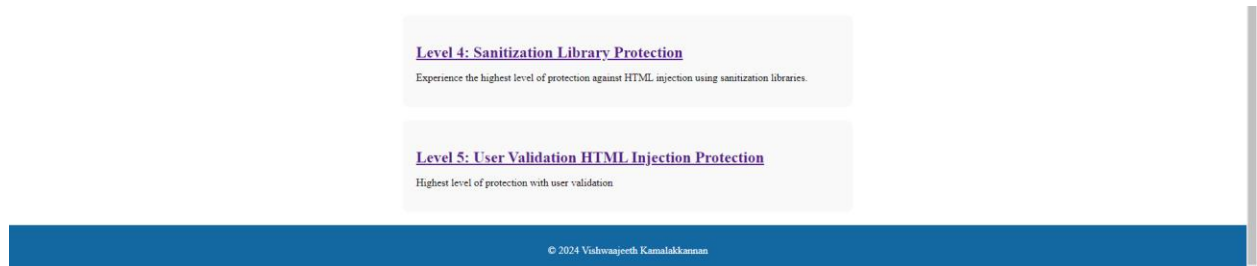 Level 4: Sanitization Library Protection
Experience the highest level of protection against HTML injection using sanitization libraries.
Level 5: User Validation HTML Injection Protection
Highest level of protection with user validation
© 2024 Vishwaajeeth Kamalakkannan